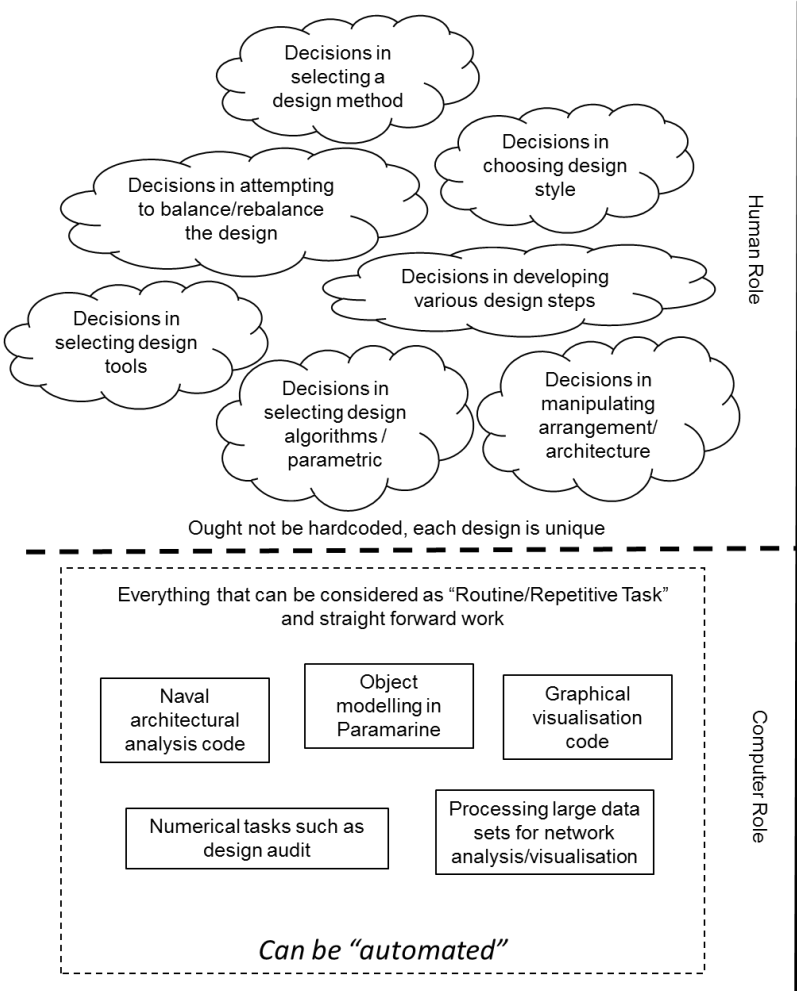 Decisions in
selecting a
design method
Decisions in
choosing design
style
Decisions in attempting
to balance/rebalance
the design
Decisions in developing
various design steps
Decisions in
selecting design
tools
Decisions in
selecting design
algorithms /
parametric
Decisions in
manipulating
arrangement/
architecture
Human Role
Ought not be hardcoded, each design is unique
Everything that can be considered as “Routine/Repetitive Task”
and straight forward work
Naval
architectural
analysis code
Object
modelling in
Paramarine
Graphical
visualisation
code
Numerical tasks such as
design audit
Processing large data
sets for network
analysis/visualisation
Computer Role
Can be “automated”